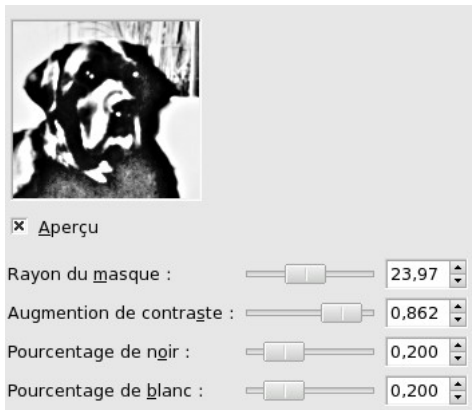 Aperçu
Rayon du masque : 23,97
Augmention de contraste : 0,862
Pourcentage de noir : 0,200
Pourcentage de blanc : 0,200